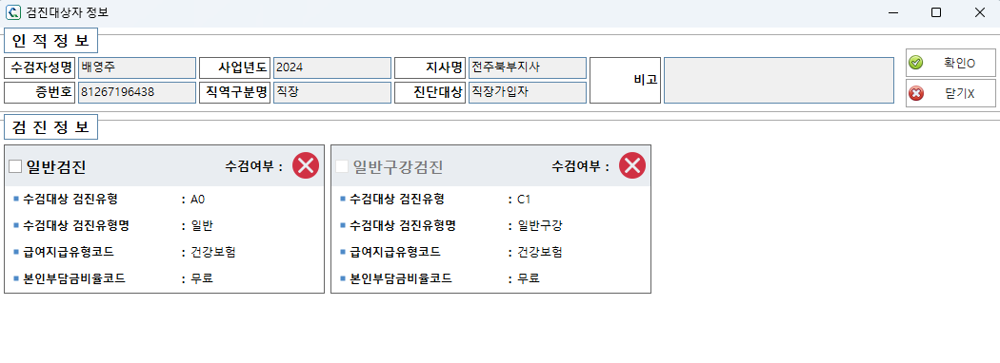 검진대상자 정보
인 적 정 보
수검자성명 배영주 사업년도 2024 지사명 전주북부지사 비고 확인O
증번호 81267196438 직역구분명 직장 진단대상 직장가입자 닫기X
검 진 정 보
일반검진 수검여부 : 일반구강검진 수검여부 :
수검대상 검진유형 : A0 수검대상 검진유형 : C1
수검대상 검진유형명 : 일반 수검대상 검진유형명 : 일반구강
급여지급유형코드 : 건강보험 급여지급유형코드 : 건강보험
본인부담금비율코드 : 무료 본인부담금비율코드 : 무료